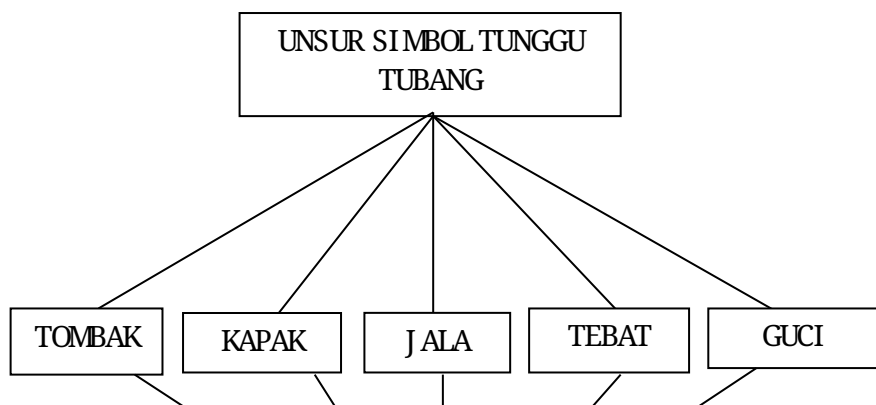 UNSUR SIMBOL TUNGGU
TUBANG
TOMBAK
KAPAK
JALA
TEBAT
GUCI